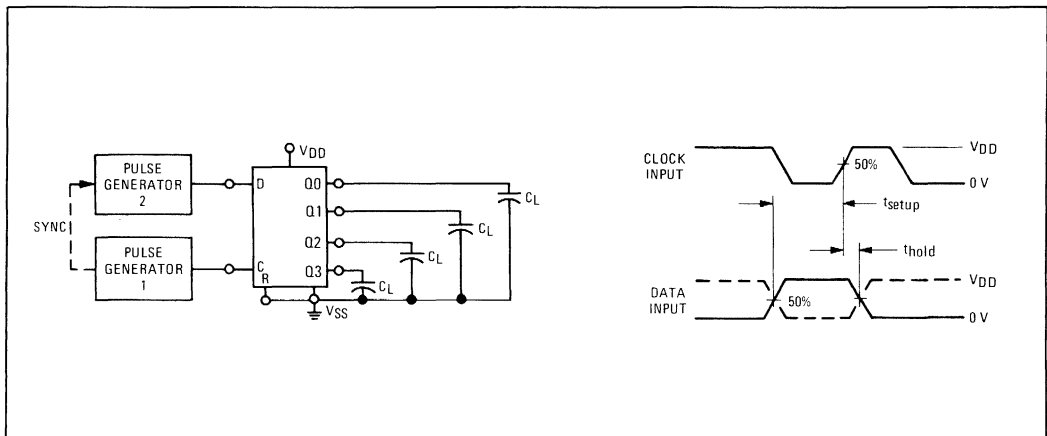 PULSE
GENERATOR
2
SYNC
PULSE
GENERATOR
1
VDD
D
C
R
Q0
Q1
Q2
Q3
CL
CL
CL
CL
VSS
CLOCK
INPUT
50%
VDD
0 V
tsetup
thold
DATA
INPUT
50%
VDD
0 V